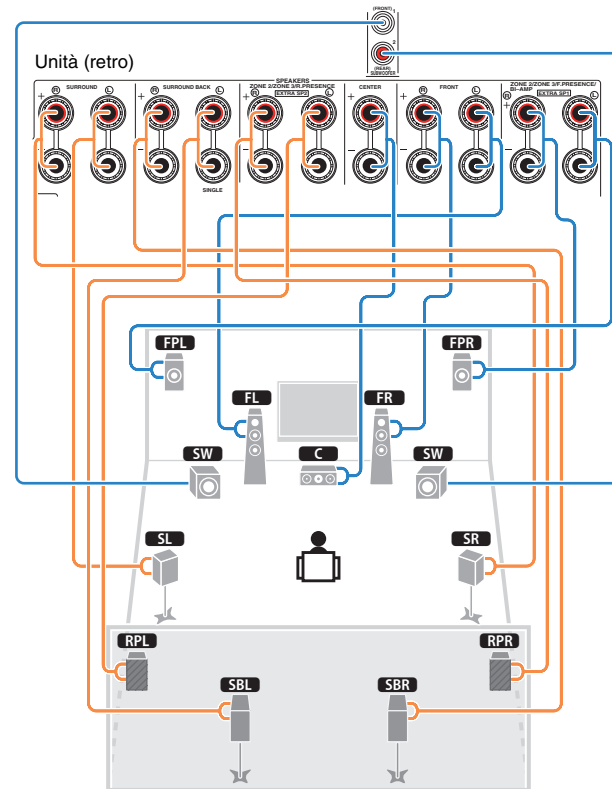 (FRONT)
1
2
(REAR)
SUBWOOFER
Unità (retro)
SPEAKERS
R SURROUND L
R SURROUND BACK L
ZONE 2/ZONE 3/R.PRESENCE
R EXTRA SP2 L
CENTER
R FRONT L
ZONE 2/ZONE 3/F.PRESENCE/
BI-AMP EXTRA SP1
R L
+ + + + + +
- - - - - -
SINGLE
FPL FPR
FL FR
SW C SW
SL SR
RPL RPR
SBL SBR